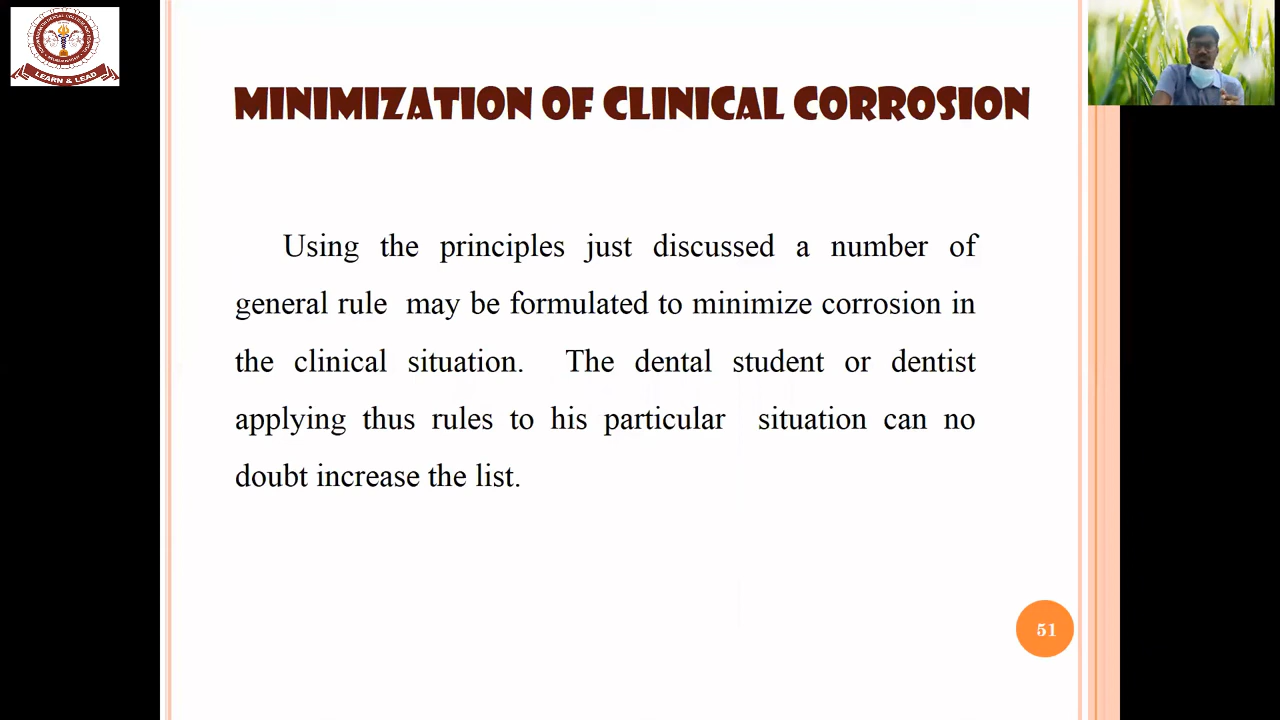 LEARN & LEAD
MINIMIZATION OF CLINICAL CORROSION
Using the principles just discussed a number of
general rule may be formulated to minimize corrosion in
the clinical situation. The dental student or dentist
applying thus rules to his particular situation can no
doubt increase the list.
51